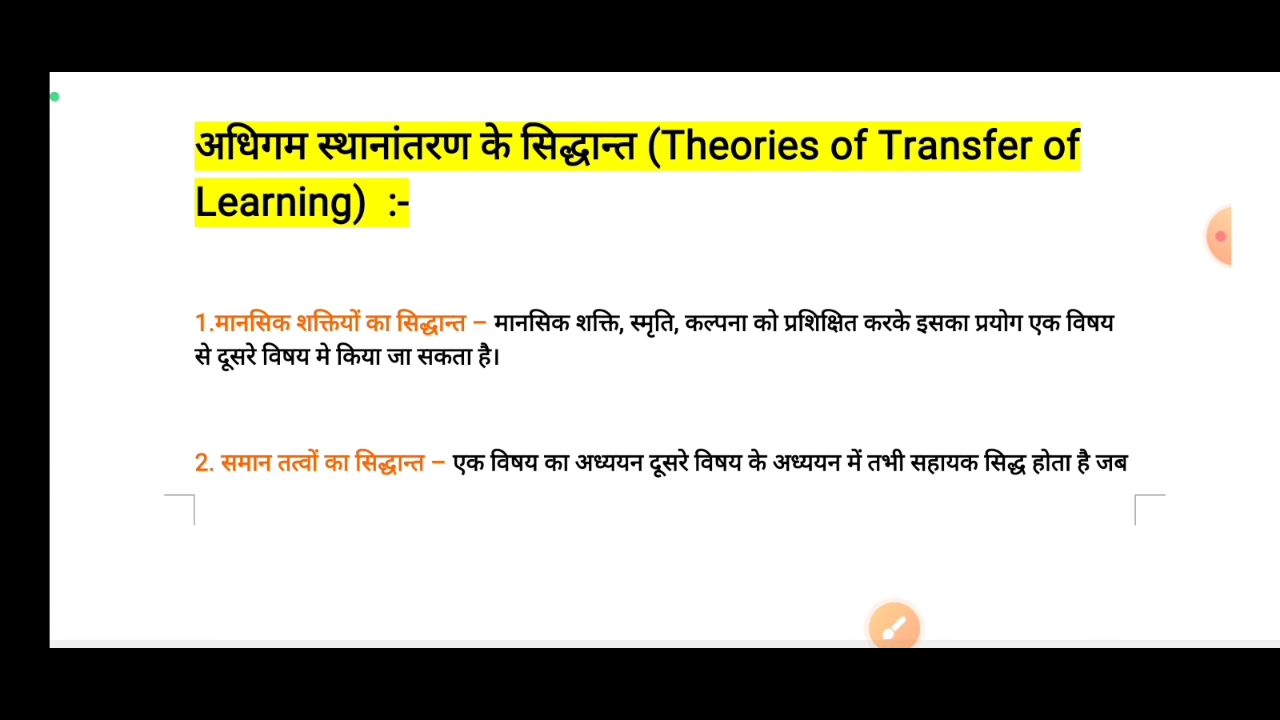 अधिगम स्थानांतरण के सिद्धान्त (Theories of Transfer of
Learning)  :-
1.मानसिक शक्तियों का सिद्धान्त – मानसिक शक्ति, स्मृति, कल्पना को प्रशिक्षित करके इसका प्रयोग एक विषय
से दूसरे विषय मे किया जा सकता है।
2. समान तत्वों का सिद्धान्त – एक विषय का अध्ययन दूसरे विषय के अध्ययन में तभी सहायक सिद्ध होता है जब